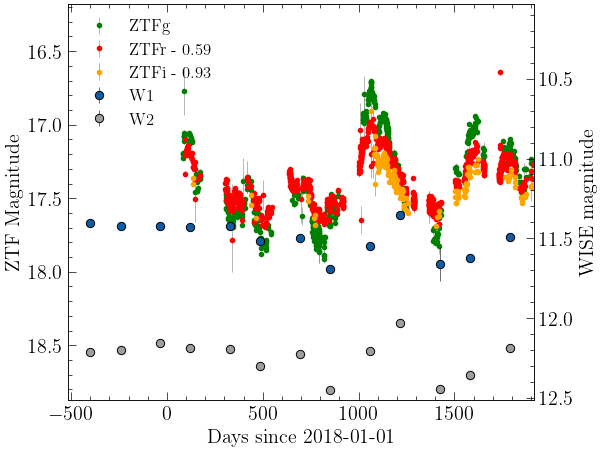 ZTFg
ZTFr - 0.59
ZTFi - 0.93
W1
W2
16.5
17.0
17.5
18.0
18.5
ZTF Magnitude
10.5
11.0
11.5
12.0
12.5
WISE magnitude
−500 0 500 1000 1500
Days since 2018-01-01